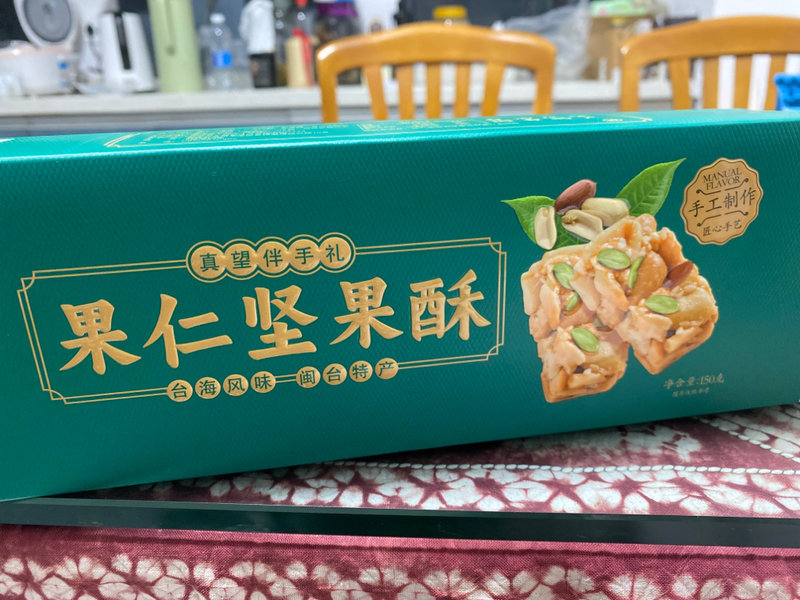 真望伴手礼
果仁坚果酥
台海风味 闽台特产
MANUAL
FLAVOR
手工制作
匠心手艺
净含量:150克